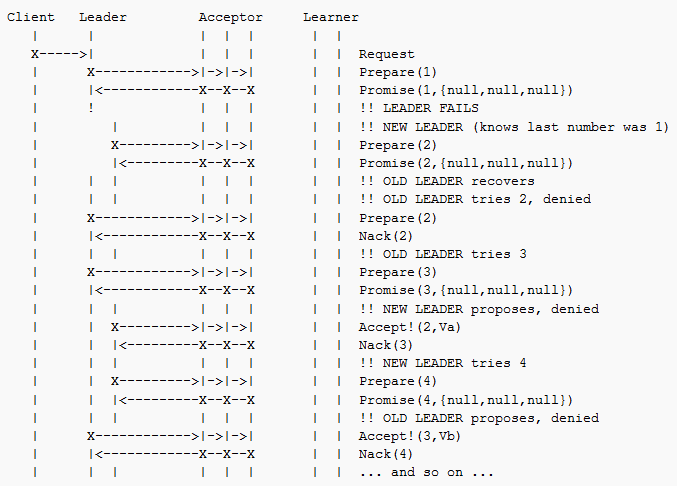 Client   Leader         Acceptor     Learner
   |         |          |  |  |       |  |
   X----->|          |  |  |       |  |  Request
   |         X--------->|->|->|       |  |  Prepare(1)
   |         |<---------X--X--X       |  |  Promise(1,{null,null,null})
   |         !          |  |  |       |  |  !! LEADER FAILS
   |            |       |  |  |       |  |  !! NEW LEADER (knows last number was 1)
   |            X------>|->|->|       |  |  Prepare(2)
   |            |<------X--X--X       |  |  Promise(2,{null,null,null})
   |         |  |       |  |  |       |  |  !! OLD LEADER recovers
   |         |  |       |  |  |       |  |  !! OLD LEADER tries 2, denied
   |         X--------->|->|->|       |  |  Prepare(2)
   |         |<---------X--X--X       |  |  Nack(2)
   |         |  |       |  |  |       |  |  !! OLD LEADER tries 3
   |         X--------->|->|->|       |  |  Prepare(3)
   |         |<---------X--X--X       |  |  Promise(3,{null,null,null})
   |         |  |       |  |  |       |  |  !! NEW LEADER proposes, denied
   |         |  X------>|->|->|       |  |  Accept!(2,Va)
   |         |  |<------X--X--X       |  |  Nack(3)
   |         |  |       |  |  |       |  |  !! NEW LEADER tries 4
   |         |  X------>|->|->|       |  |  Prepare(4)
   |         |  |<------X--X--X       |  |  Promise(4,{null,null,null})
   |         |  |       |  |  |       |  |  !! OLD LEADER proposes, denied
   |         X--------->|->|->|       |  |  Accept!(3,Vb)
   |         |<---------X--X--X       |  |  Nack(4)
   |         |  |       |  |  |       |  |  ... and so on ...